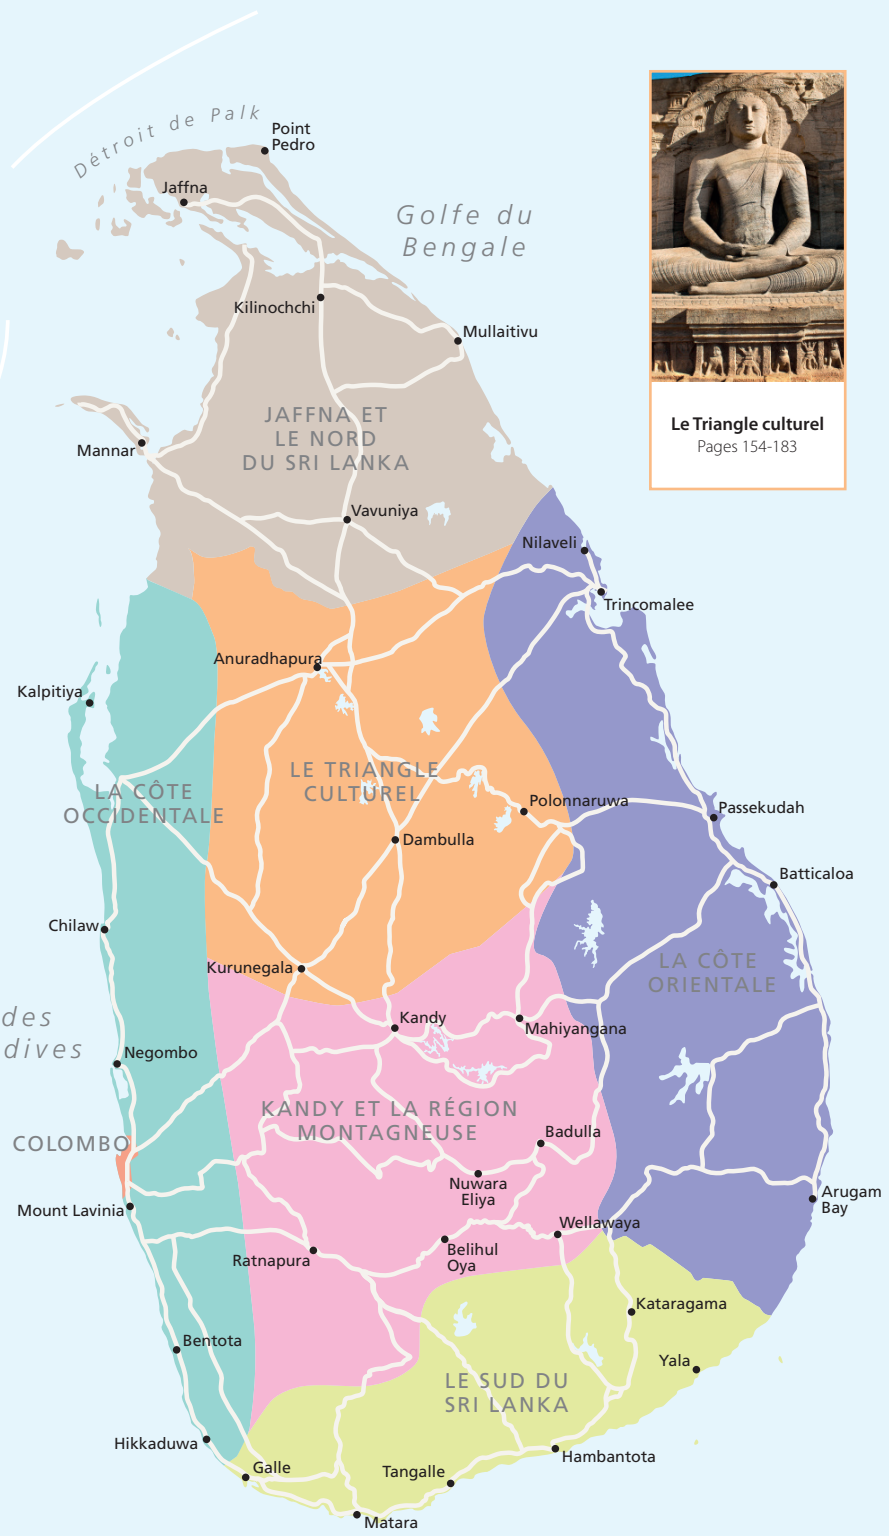 Détroit de Palk
Point
Pedro
Jaffna
Golfe du
Bengale
Kilinochchi
Mullaitivu
JAFFNA ET
LE NORD
DU SRI LANKA
Mannar
Le Triangle culturel
Pages 154-183
Vavuniya
Nilaveli
Trincomalee
Anuradhapura
Kalpitiya
LE TRIANGLE
CULTUREL
LA CÔTE
OCCIDENTALE
Polonnaruwa
Passekudah
Dambulla
Batticaloa
Chilaw
Kurunegala
LA CÔTE
ORIENTALE
des
dives
Kandy
Mahiyangana
Negombo
KANDY ET LA RÉGION
MONTAGNEUSE
COLOMBO
Badulla
Nuwara
Eliya
Arugam
Bay
Mount Lavinia
Wellawaya
Ratnapura
Belihul
Oya
Kataragama
Bentota
Yala
LE SUD DU
SRI LANKA
Hikkaduwa
Hambantota
Galle
Tangalle
Matara